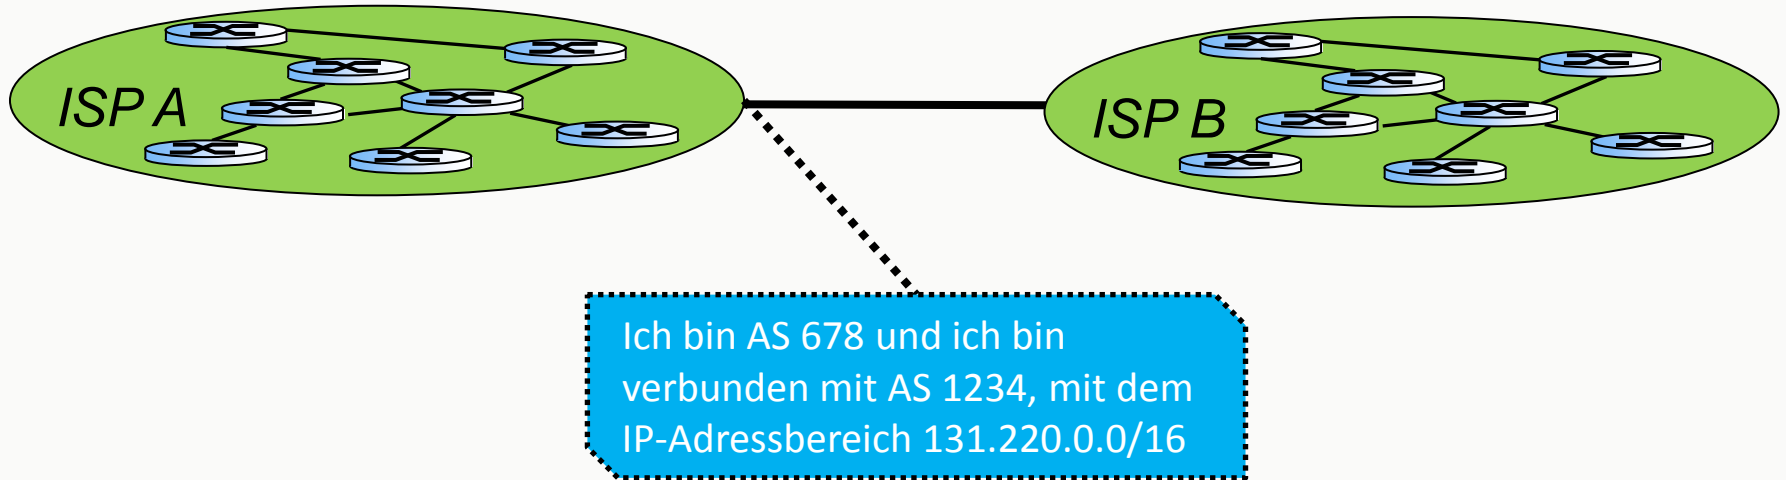 ISP A
ISP B
Ich bin AS 678 und ich bin
verbunden mit AS 1234, mit dem
IP-Adressbereich 131.220.0.0/16